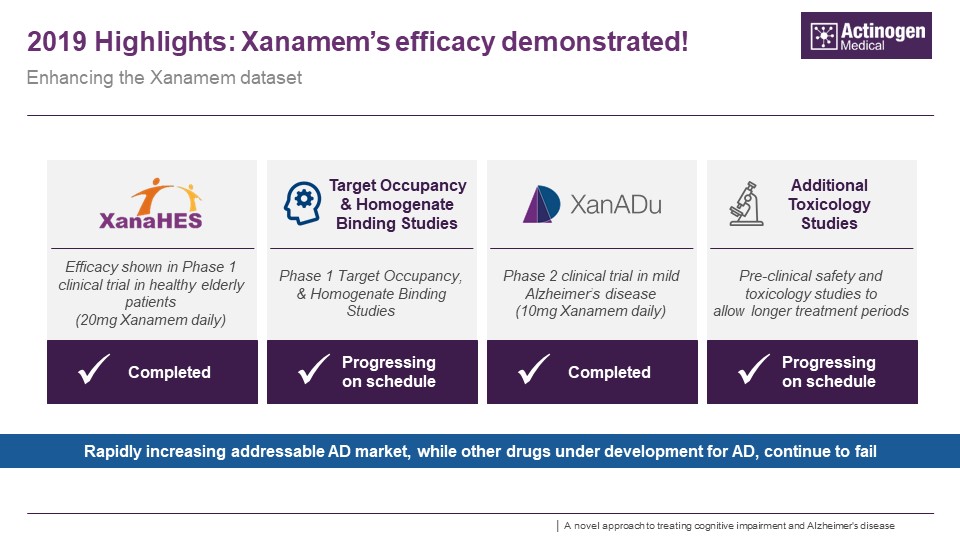 2019 Highlights: Xanamem's efficacy demonstrated!
Enhancing the Xanamem dataset
Actinogen
Medical
XanaHES
Efficacy shown in Phase 1
clinical trial in healthy elderly
patients
(20mg Xanamem daily)
Completed
Target Occupancy
& Homogenate
Binding Studies
Phase 1 Target Occupancy,
& Homogenate Binding
Studies
Progressing
on schedule
XanADu
Phase 2 clinical trial in mild
Alzheimer's disease
(10mg Xanamem daily)
Completed
Additional
Toxicology
Studies
Pre-clinical safety and
toxicology studies to
allow longer treatment periods
Progressing
on schedule
Rapidly increasing addressable AD market, while other drugs under development for AD, continue to fail
| A novel approach to treating cognitive impairment and Alzheimer's disease